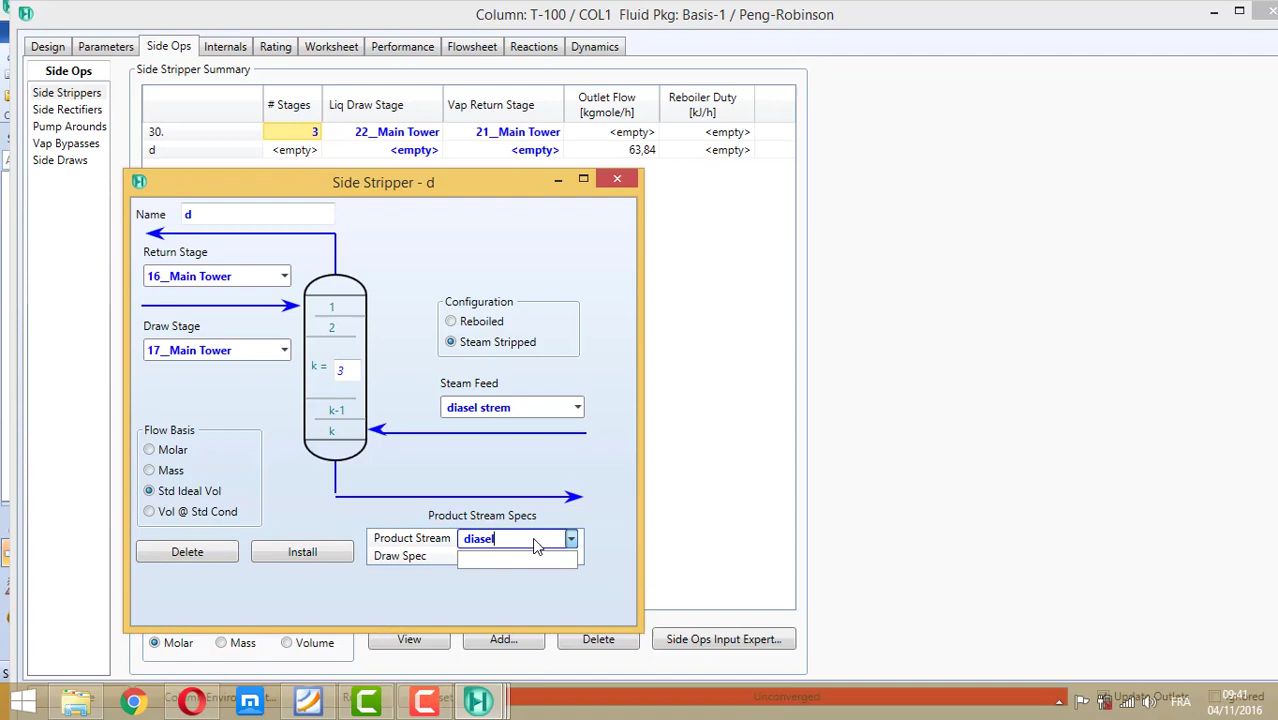 Column: T-100 / COL1 Fluid Pkg: Basis-1 / Peng-Robinson
Design Parameters Side Ops Internals Rating Worksheet Performance Flowsheet Reactions Dynamics
Side Ops
Side Strippers
Side Rectifiers
Pump Arounds
Vap Bypasses
Side Draws
Side Stripper Summary
# Stages Liq Draw Stage Vap Return Stage Outlet Flow [kgmole/h] Reboiler Duty [kJ/h]
30. 3 22__Main Tower 21__Main Tower <empty> <empty>
d <empty> <empty> <empty> 63,84 <empty>
Side Stripper - d
Name d
Return Stage
16__Main Tower
1
Configuration
Reboiled
Steam Stripped
Draw Stage
2
17__Main Tower
k = 3
Steam Feed
diasel strem
k-1
k
Flow Basis
Molar
Mass
Std Ideal Vol
Vol @ Std Cond
Product Stream Specs
Product Stream diasel
Draw Spec
Delete Install
Molar Mass Volume View Add... Delete Side Ops Input Expert...
Unconverged
Update Outlets
Ignored
FRA
09:41
04/11/2016